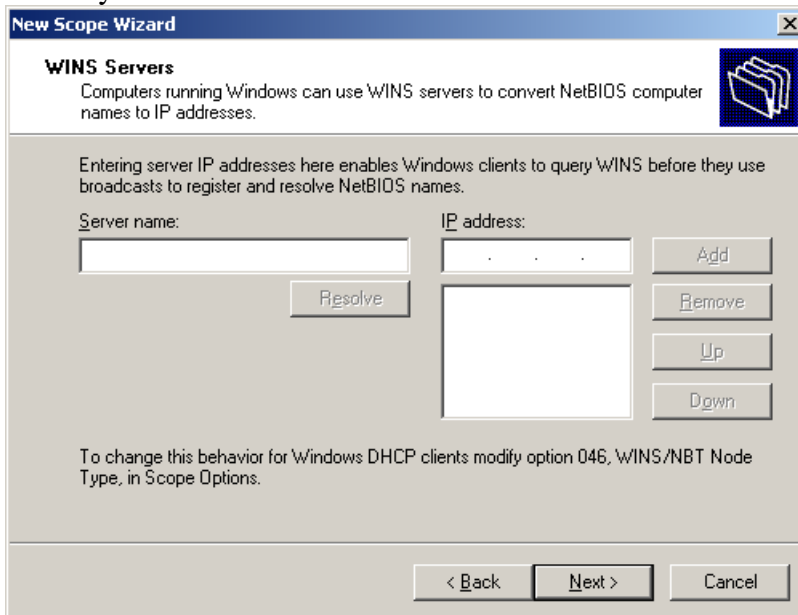 New Scope Wizard
WINS Servers
Computers running Windows can use WINS servers to convert NetBIOS computer
names to IP addresses.
Entering server IP addresses here enables Windows clients to query WINS before they use
broadcasts to register and resolve NetBIOS names.
Server name:
IP address:
. . .
Add
Resolve
Remove
Up
Down
To change this behavior for Windows DHCP clients modify option 046, WINS/NBT Node
Type, in Scope Options.
< Back
Next >
Cancel